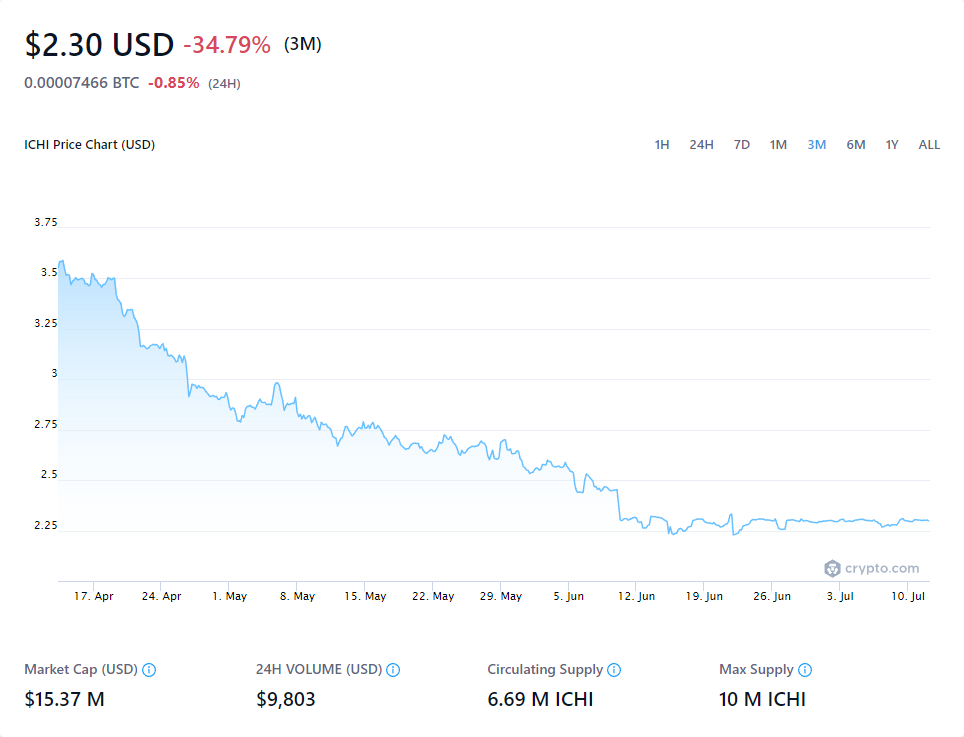 $2.30 USD -34.79% (3M)
0.00007466 BTC -0.85% (24H)
ICHI Price Chart (USD) 1H 24H 7D 1M 3M 6M 1Y ALL
3.75
3.5
3.25
3
2.75
2.5
2.25
crypto.com
17. Apr 24. Apr 1. May 8. May 15. May 22. May 29. May 5. Jun 12. Jun 19. Jun 26. Jun 3. Jul 10. Jul
Market Cap (USD) 24H VOLUME (USD) Circulating Supply Max Supply
$15.37 M $9,803 6.69 M ICHI 10 M ICHI